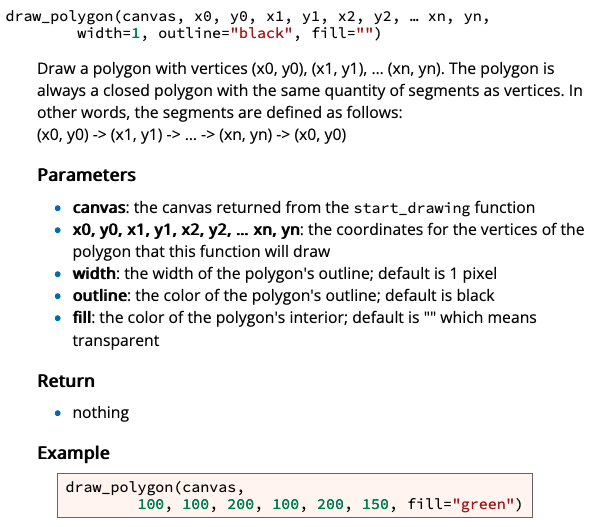 draw_polygon(canvas, x0, y0, x1, y1, x2, y2, … xn, yn,
width=1, outline="black", fill="")
Draw a polygon with vertices (x0, y0), (x1, y1), … (xn, yn). The polygon is
always a closed polygon with the same quantity of segments as vertices. In
other words, the segments are defined as follows:
(x0, y0) -> (x1, y1) -> … -> (xn, yn) -> (x0, y0)
Parameters
• canvas: the canvas returned from the start_drawing function
• x0, y0, x1, y1, x2, y2, … xn, yn: the coordinates for the vertices of the
polygon that this function will draw
• width: the width of the polygon's outline; default is 1 pixel
• outline: the color of the polygon's outline; default is black
• fill: the color of the polygon's interior; default is "" which means
transparent
Return
• nothing
Example
draw_polygon(canvas,
100, 100, 200, 100, 200, 150, fill="green")